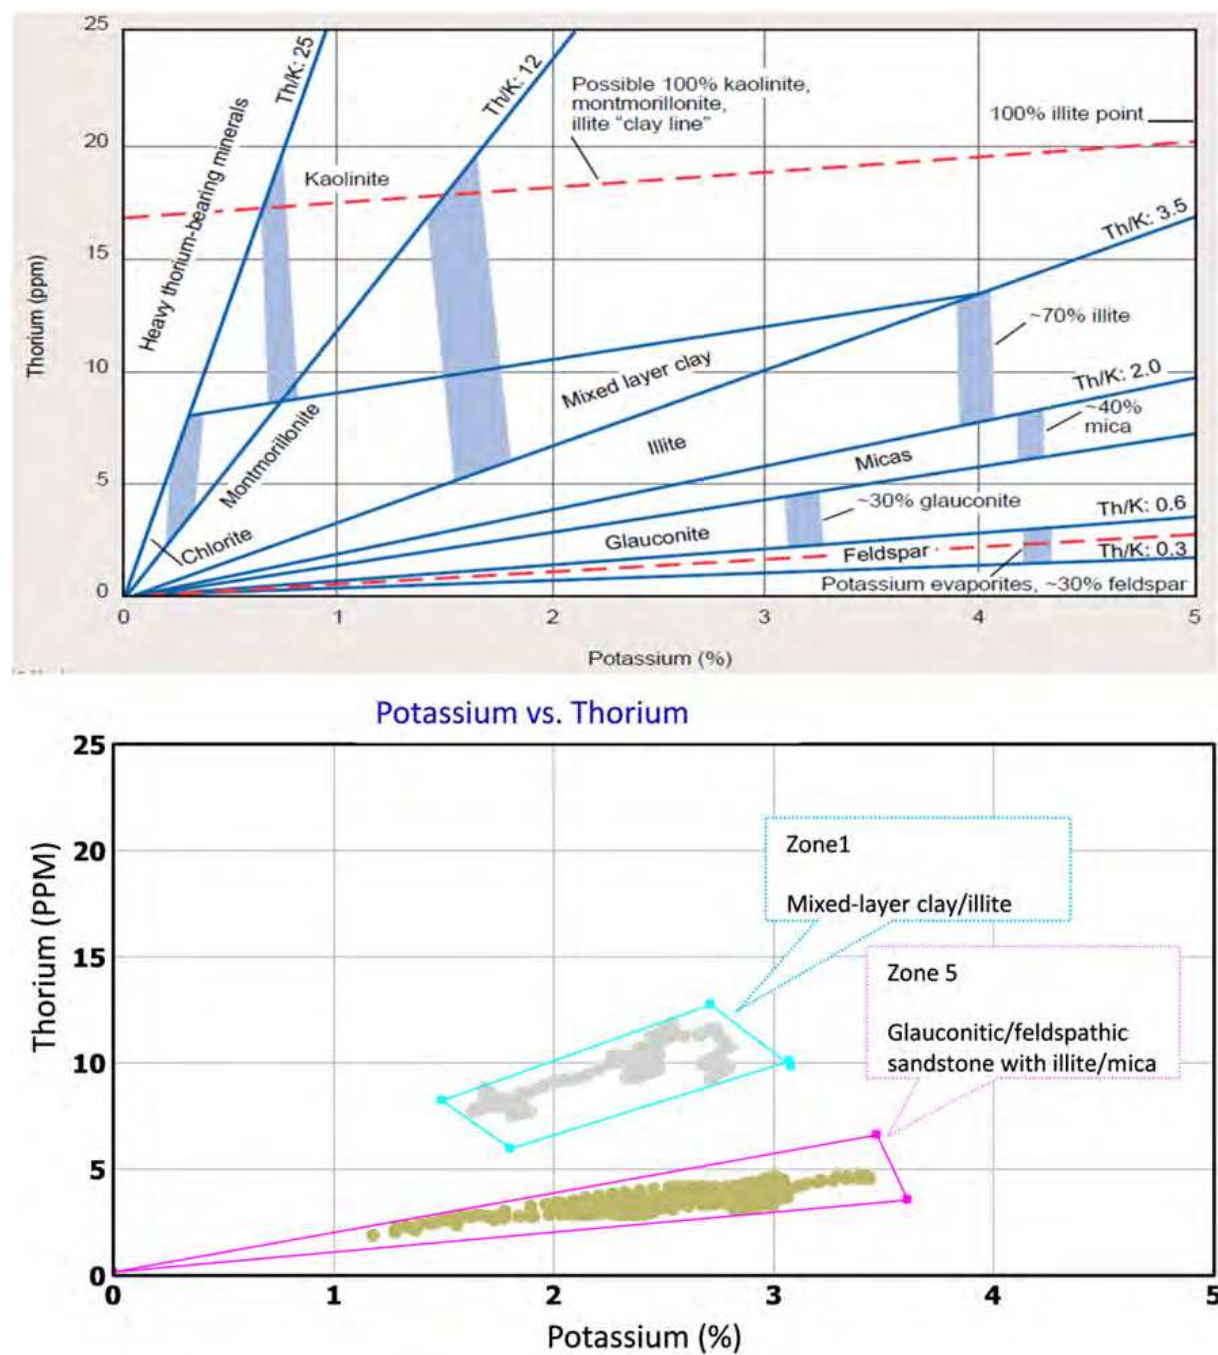 25
20
15
10
5
0
Thorium (ppm)
Heavy thorium-bearing minerals
Th/K: 25
Kaolinite
Th/K: 12
Possible 100% kaolinite,
montmorillonite,
illite “clay line”
100% illite point
Th/K: 3.5
~70% illite
Mixed layer clay
Th/K: 2.0
~40%
mica
Montmorillonite
Illite
Micas
~30% glauconite
Th/K: 0.6
Chlorite
Glauconite
Feldspar
Th/K: 0.3
Potassium evaporites, ~30% feldspar
0 1 2 3 4 5
Potassium (%)
Potassium vs. Thorium
25
20
15
10
5
0
Thorium (PPM)
Zone1
Mixed-layer clay/illite
Zone 5
Glauconitic/feldspathic
sandstone with illite/mica
0 1 2 3 4 5
Potassium (%)